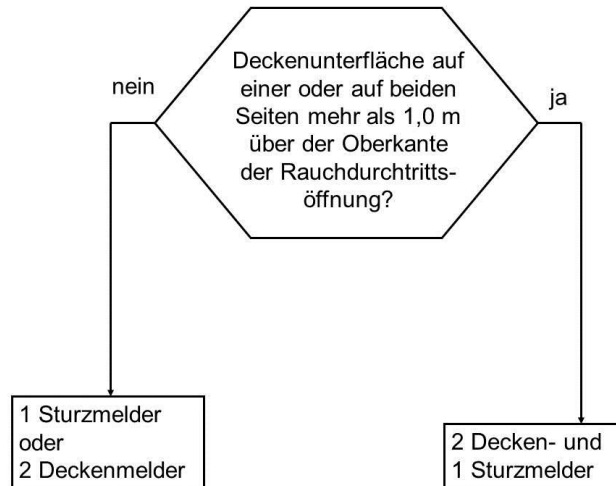 Deckenunterfläche auf
einer oder auf beiden
Seiten mehr als 1,0 m
über der Oberkante
der Rauchdurchtritts-
öffnung?
nein
ja
1 Sturzmelder
oder
2 Deckenmelder
2 Decken- und
1 Sturzmelder